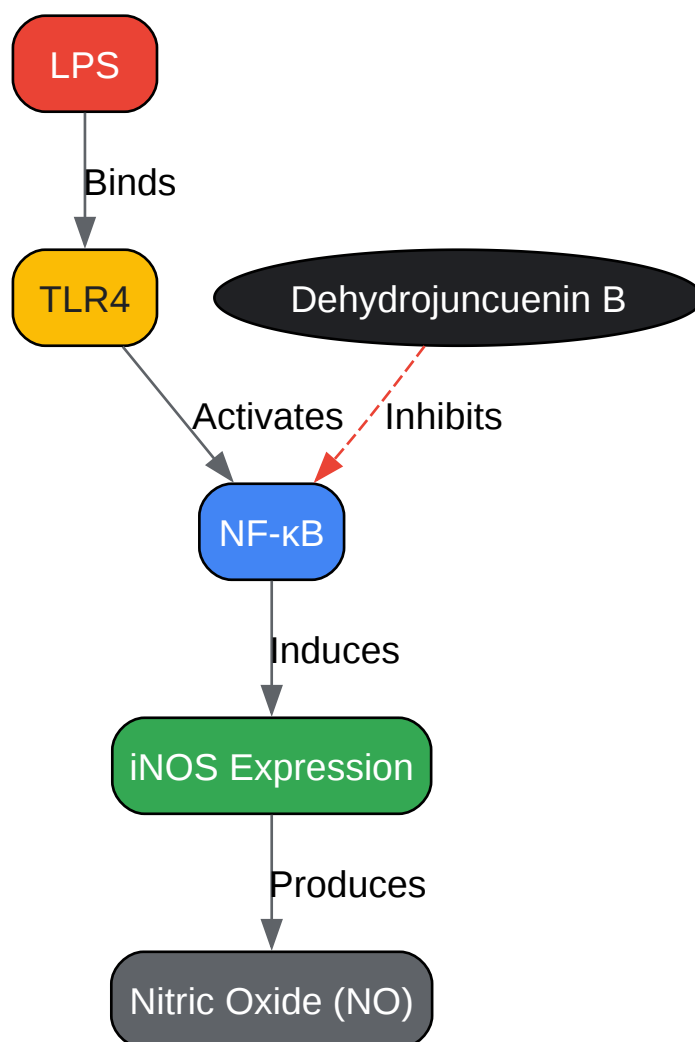 LPS
Binds
TLR4
Dehydrojuncuenin B
Activates
Inhibits
NF-κB
Induces
iNOS Expression
Produces
Nitric Oxide (NO)